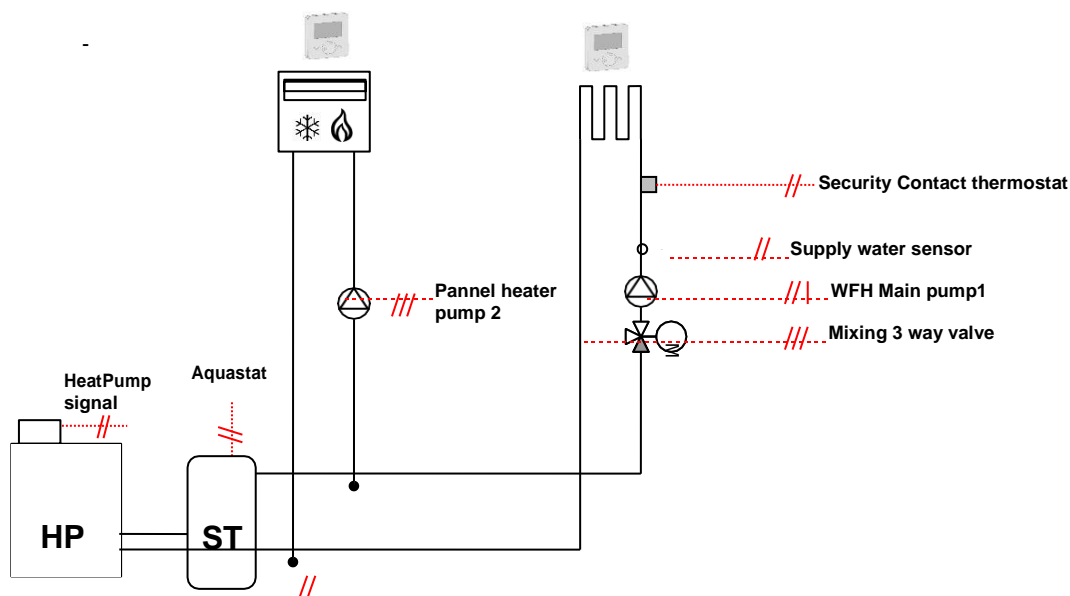 -
Security Contact thermostat
Supply water sensor
Pannel heater
pump 2
WFH Main pump1
Mixing 3 way valve
Aquastat
HeatPump
signal
HP
ST
M